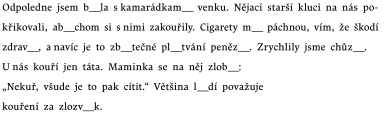 Odpoledne jsem b__la s kamarádkam__ venku. Nějací starší kluci na nás po-
křikovali, ab__chom si s nimi zakouřily. Cigarety m__ páchnou, vím, že škodí
zdrav__, a navíc je to zb__tečné pl__tvání peněz__. Zrychlily jsme chůz__.
U nás kouří jen táta. Maminka se na něj zlob__:
„Nekuř, všude je to pak cítit.“ Většina l__dí považuje
kouření za zlozv__k.